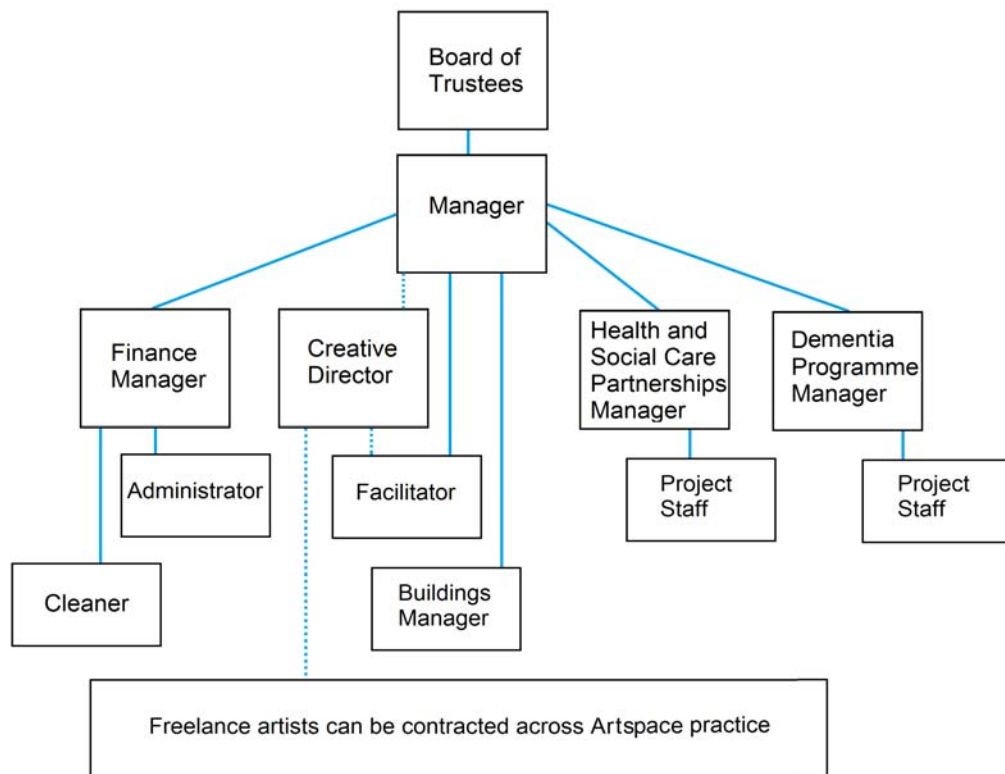 Board of
Trustees
Manager
Finance
Manager
Creative
Director
Health and
Social Care
Partnerships
Manager
Dementia
Programme
Manager
Administrator
Facilitator
Project
Staff
Project
Staff
Cleaner
Buildings
Manager
Freelance artists can be contracted across Artspace practice